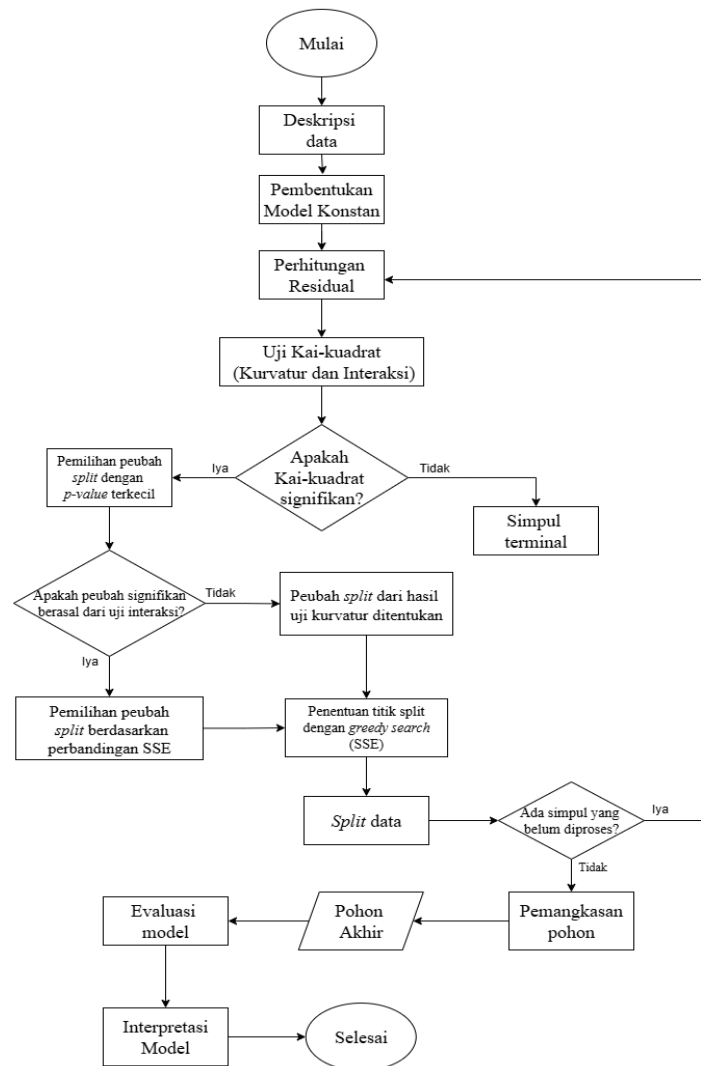 Mulai
Deskripsi
data
Pembentukan
Model Konstan
Perhitungan
Residual
Uji Kai-kuadrat
(Kurvatur dan Interaksi)
Apakah
Kai-kuadrat
signifikan?
Iya
Tidak
Pemilihan peubah
split dengan
p-value terkecil
Simpul
terminal
Apakah peubah signifikan
berasal dari uji interaksi?
Tidak
Iya
Peubah split dari hasil
uji kurvatur ditentukan
Pemilihan peubah
split berdasarkan
perbandingan SSE
Penentuan titik split
dengan greedy search
(SSE)
Split data
Ada simpul yang
belum diproses?
Iya
Tidak
Pemangkasan
pohon
Pohon
Akhir
Evaluasi
model
Interpretasi
Model
Selesai